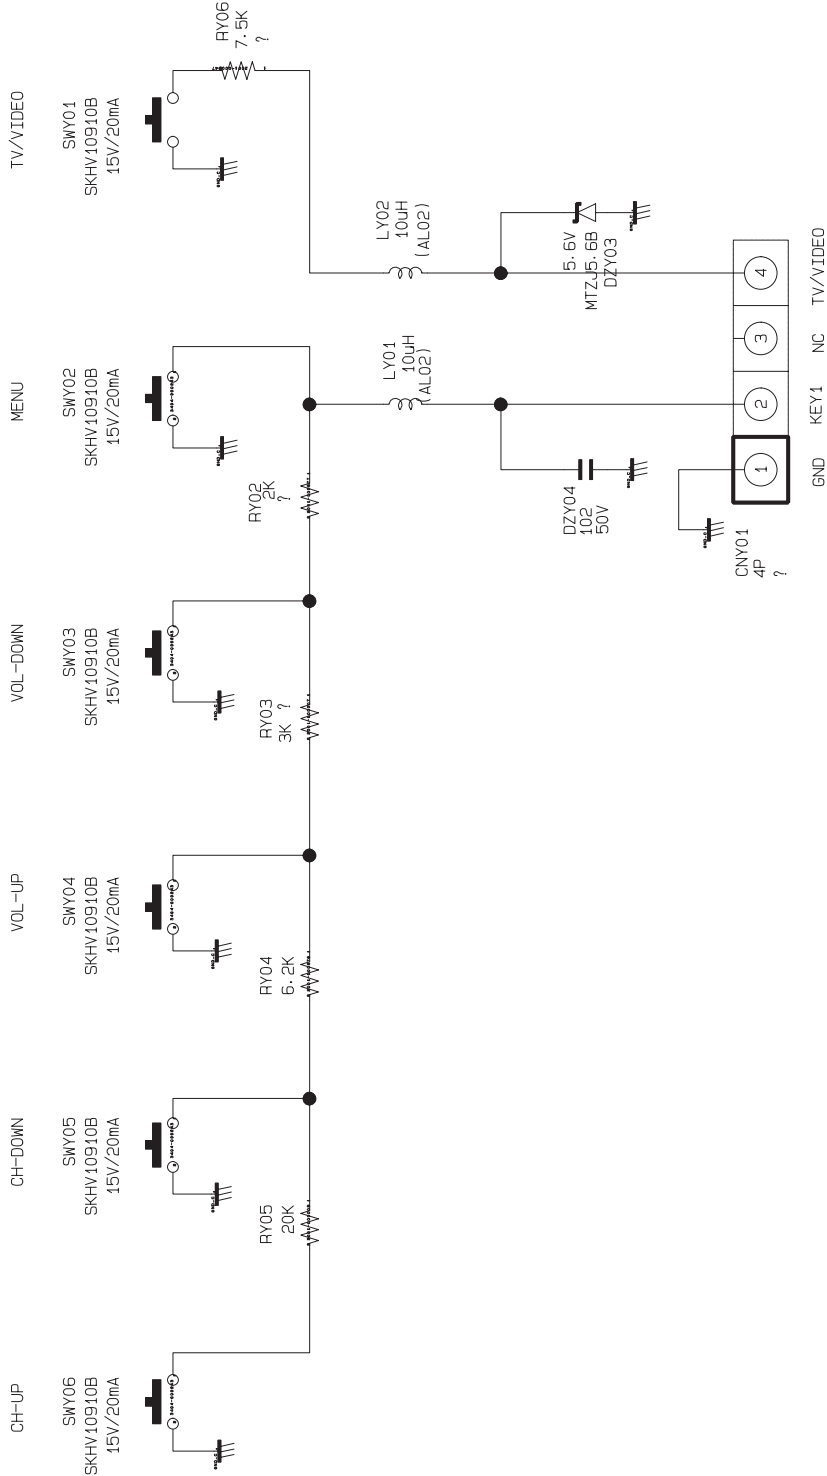 TV/VIDEO
SWY01
SKHV10910B
15V/20mA
RY06
7.5K
?
MENU
SWY02
SKHV10910B
15V/20mA
RY02
2K
?
VOL-DOWN
SWY03
SKHV10910B
15V/20mA
RY03
3K ?
VOL-UP
SWY04
SKHV10910B
15V/20mA
RY04
6.2K
CH-DOWN
SWY05
SKHV10910B
15V/20mA
RY05
20K
CH-UP
SWY06
SKHV10910B
15V/20mA
LY02
10uH
(AL02)
LY01
10uH
(AL02)
5.6V
MTZJ5.6B
DZY03
DZY04
102
50V
CNY01
4P
?
4
3
2
1
TV/VIDEO
NC
KEY1
GND